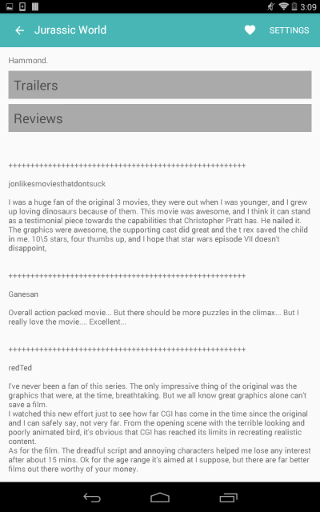 3:09
Jurassic World
SETTINGS
Hammond.
Trailers
Reviews
++++++++++++++++++++++++++++++++++++++++++++++++++++++
jonlikesmoviesthatdontsuck
I was a huge fan of the original 3 movies, they were out when I was younger, and I grew
up loving dinosaurs because of them. This movie was awesome, and I think it can stand
as a testimonial piece towards the capabilities that Christopher Pratt has. He nailed it.
The graphics were awesome, the supporting cast did great and the t rex saved the child
in me. 10\5 stars, four thumbs up, and I hope that star wars episode VII doesn't
disappoint,
++++++++++++++++++++++++++++++++++++++++++++++++++++++
Ganesan
Overall action packed movie... But there should be more puzzles in the climax... But I
really love the movie.... Excellent...
++++++++++++++++++++++++++++++++++++++++++++++++++++++
redTed
I've never been a fan of this series. The only impressive thing of the original was the
graphics that were, at the time, breathtaking. But we all know great graphics alone can't
save a film.
I watched this new effort just to see how far CGI has come in the time since the original
and I can safely say, not very far. From the opening scene with the terrible looking and
poorly animated bird, it's obvious that CGI has reached its limits in recreating realistic
content.
As for the film. The dreadful script and annoying characters helped me lose any interest
after about 15 mins. Ok for the age range it's aimed at I suppose, but there are far better
films out there worthy of your money.